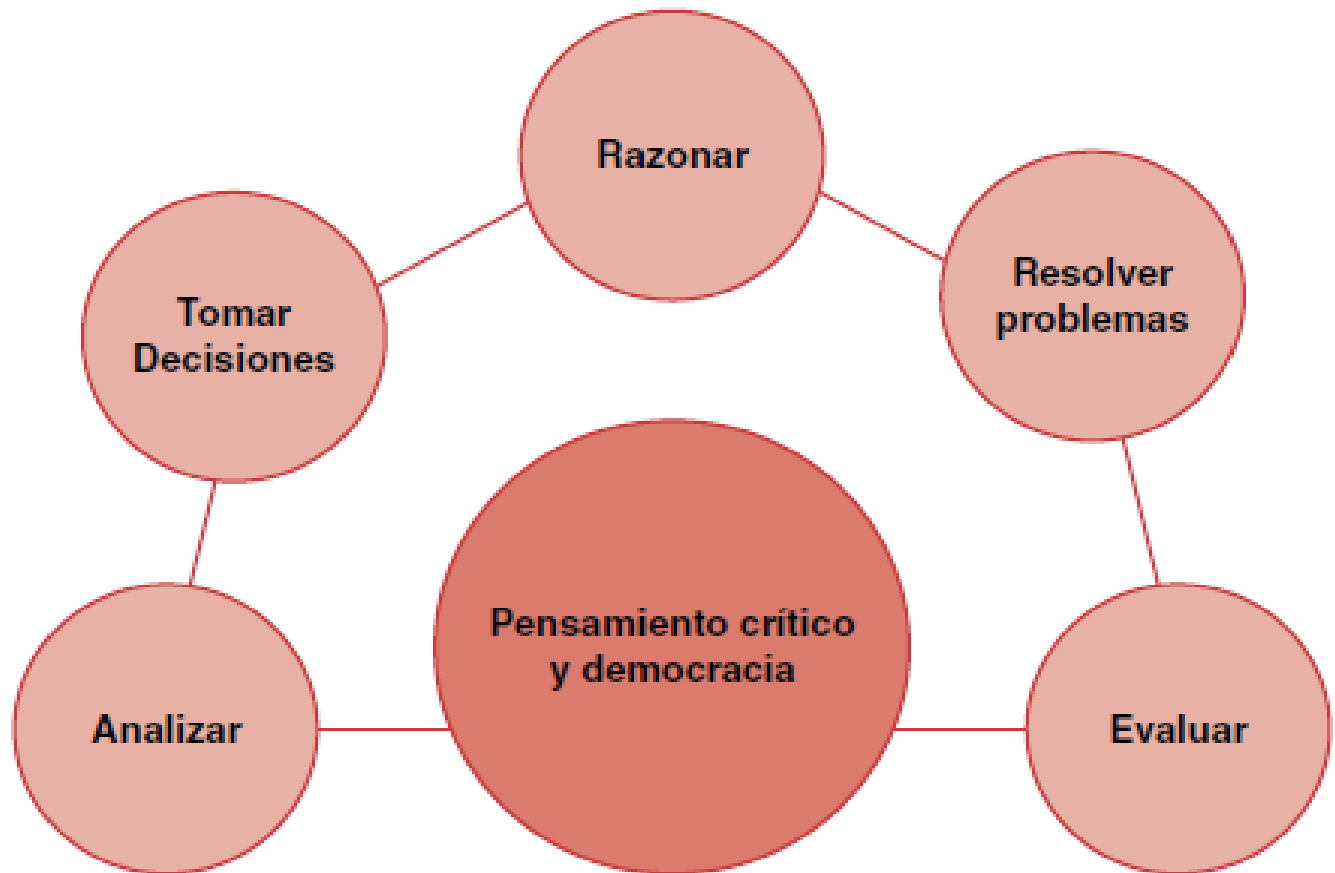 Razonar
Resolver
problemas
Tomar
Decisiones
Pensamiento crítico
y democracia
Analizar
Evaluar